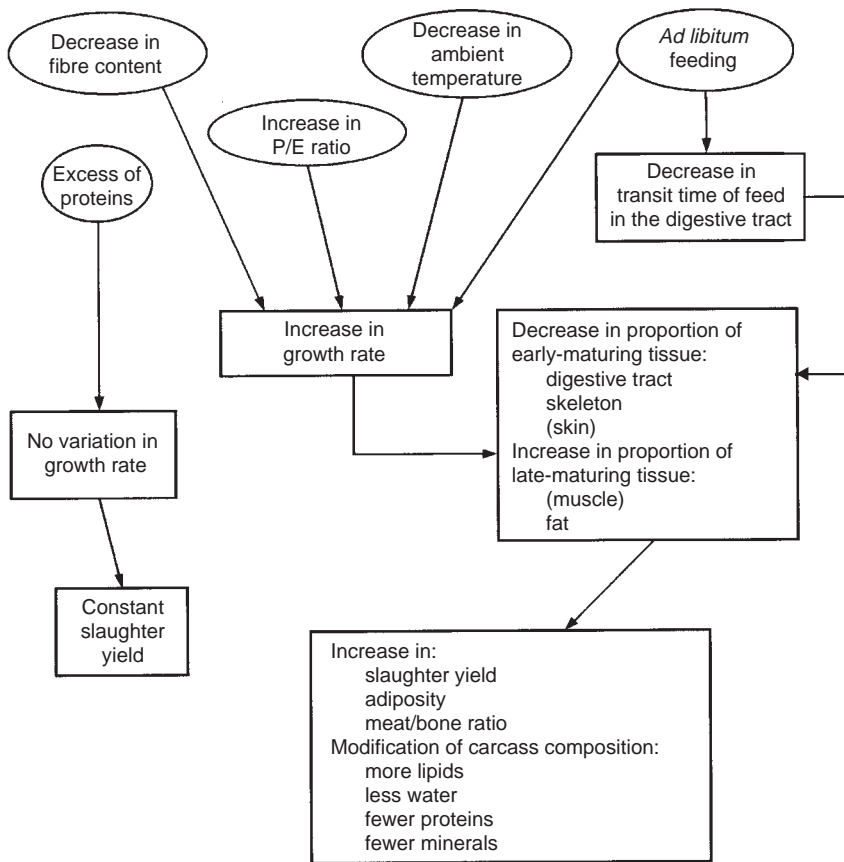 Decrease in
fibre content
Decrease in
ambient
temperature
Ad libitum
feeding
Increase in
P/E ratio
Excess of
proteins
Decrease in
transit time of feed
in the digestive tract
Increase in
growth rate
Decrease in proportion of
early-maturing tissue:
digestive tract
skeleton
(skin)
Increase in proportion of
late-maturing tissue:
(muscle)
fat
No variation in
growth rate
Constant
slaughter
yield
Increase in:
slaughter yield
adiposity
meat/bone ratio
Modification of carcass composition:
more lipids
less water
fewer proteins
fewer minerals